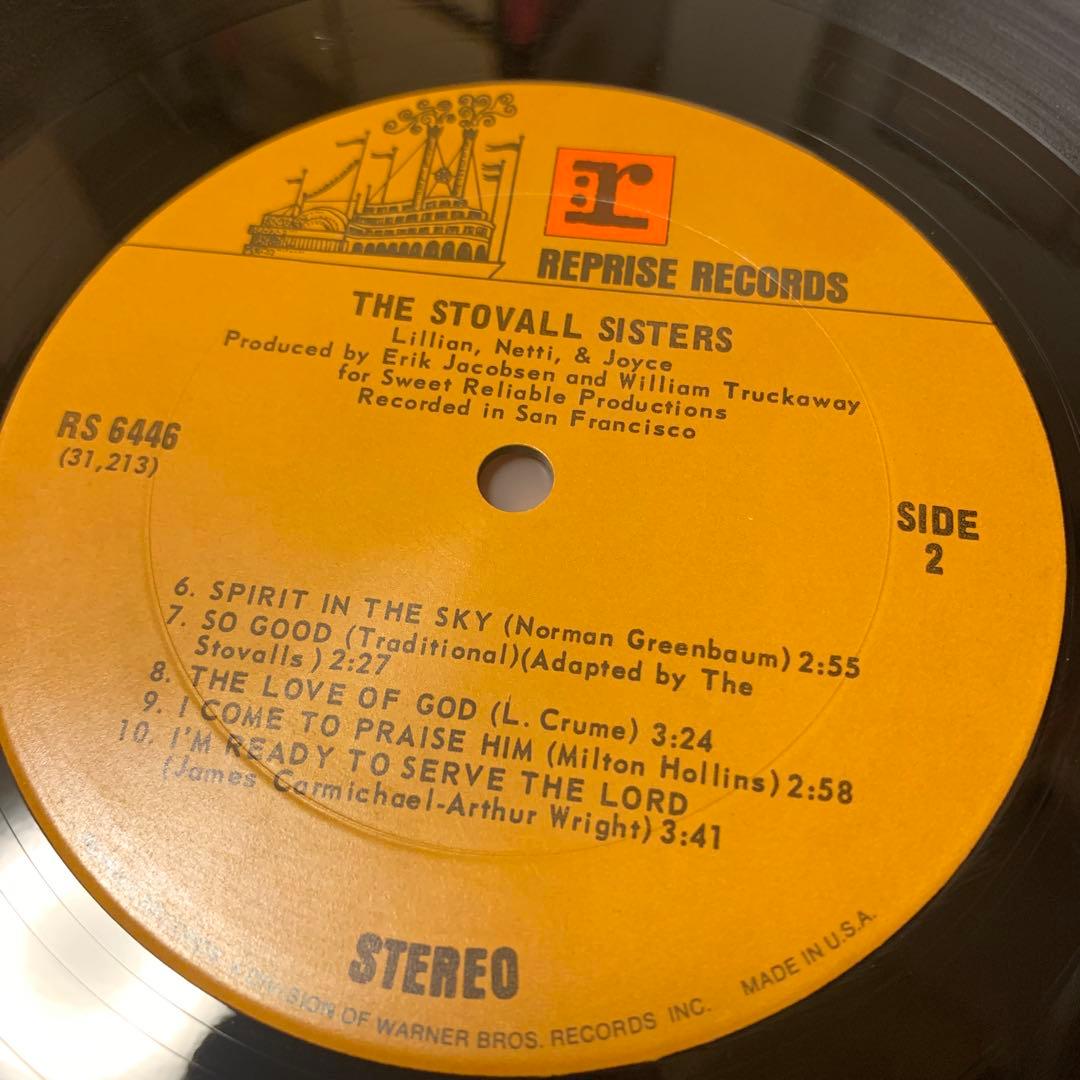 :r
REPRISE RECORDS
THE STOVALL SISTERS
Lillian, Netti, & Joyce
Produced by Erik Jacobsen and William Truckaway
for Sweet Reliable Productions
Recorded in San Francisco
RS 6446
(31,213)
SIDE
2
6. SPIRIT IN THE SKY (Norman Greenbaum) 2:55
7. SO GOOD (Traditional)(Adapted by The
Stovalls) 2:27
8. THE LOVE OF GOD (L. Crume) 3:24
9. I COME TO PRAISE HIM (Milton Hollins) 2:58
10. I'M READY TO SERVE THE LORD
(James Carmichael-Arthur Wright) 3:41
STEREO
A DIVISION OF WARNER BROS. RECORDS INC. MADE IN U.S.A.